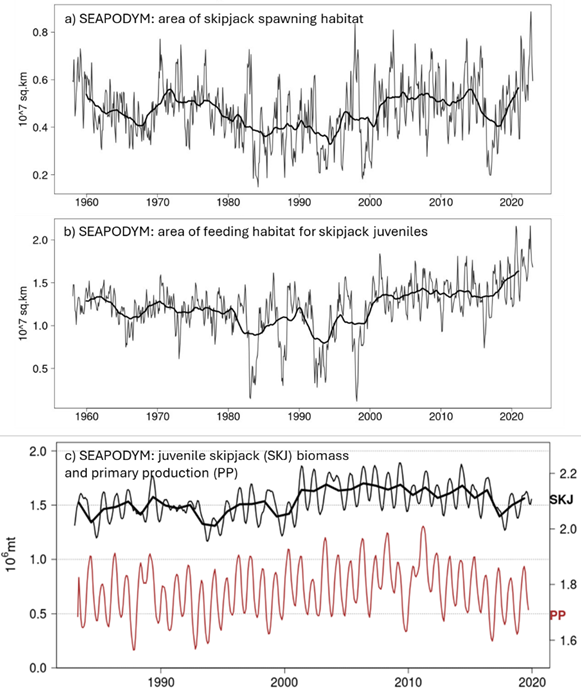 a) SEAPODYM: area of skipjack spawning habitat
10^7 sq.km
0.8
0.6
0.4
0.2
1960 1970 1980 1990 2000 2010 2020
b) SEAPODYM: area of feeding habitat for skipjack juveniles
10^7 sq.km
2.0
1.5
1.0
0.5
1960 1970 1980 1990 2000 2010 2020
c) SEAPODYM: juvenile skipjack (SKJ) biomass
and primary production (PP)
10⁶mt
2.0
1.5
1.0
0.5
0.0
2.2
SKJ
2.0
1.8
PP
1.6
1990 2000 2010 2020